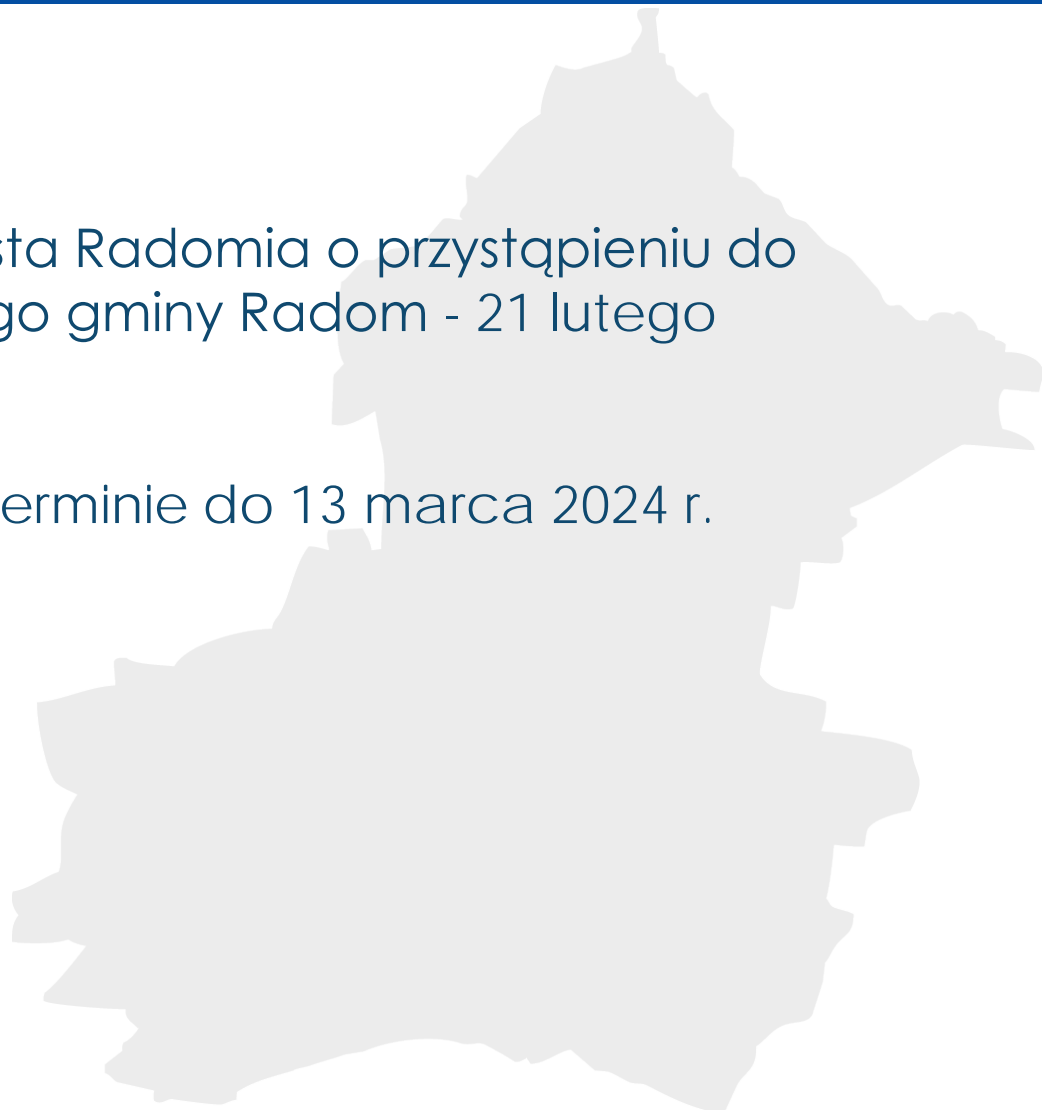 sta Radomia o przystąpieniu do
go gminy Radom - 21 lutego
erminie do 13 marca 2024 r.